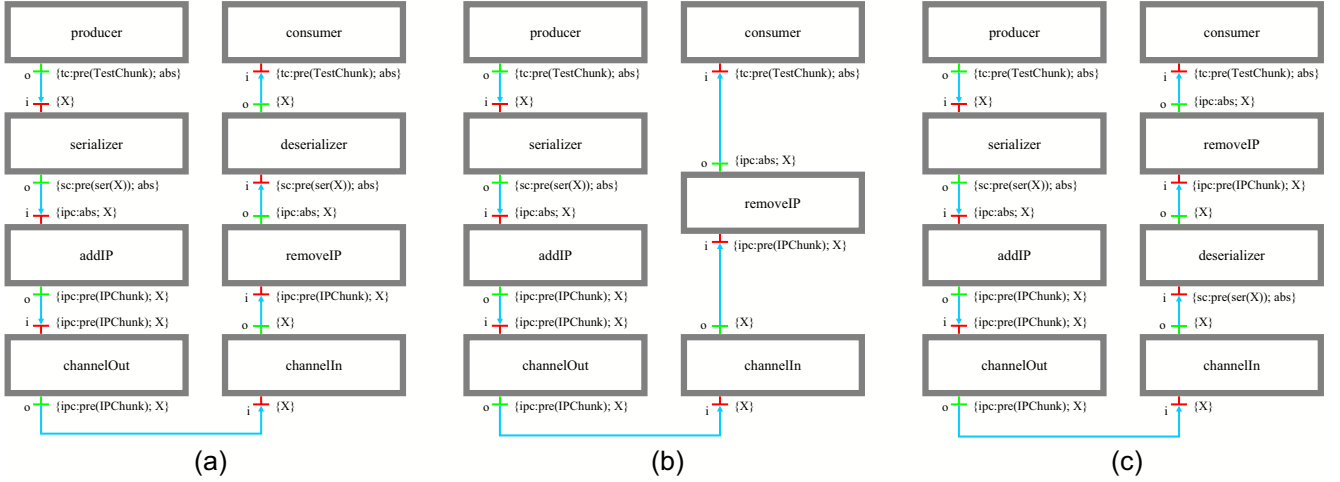 producer
o {tc:pre(TestChunk); abs}
i {X}
serializer
o {sc:pre(ser(X)); abs}
i {ipc:abs; X}
addIP
o {ipc:pre(IPChunk); X}
i {ipc:pre(IPChunk); X}
channelOut
o {ipc:pre(IPChunk); X}
consumer
i {tc:pre(TestChunk); abs}
o {X}
deserializer
i {sc:pre(ser(X)); abs}
o {ipc:abs; X}
removeIP
i {ipc:pre(IPChunk); X}
o {X}
channelIn
i {X}
(a)
producer
o {tc:pre(TestChunk); abs}
i {X}
serializer
o {sc:pre(ser(X)); abs}
i {ipc:abs; X}
addIP
o {ipc:pre(IPChunk); X}
i {ipc:pre(IPChunk); X}
channelOut
o {ipc:pre(IPChunk); X}
consumer
i {tc:pre(TestChunk); abs}
o {ipc:abs; X}
removeIP
i {ipc:pre(IPChunk); X}
o {X}
channelIn
i {X}
(b)
producer
o {tc:pre(TestChunk); abs}
i {X}
serializer
o {sc:pre(ser(X)); abs}
i {ipc:abs; X}
addIP
o {ipc:pre(IPChunk); X}
i {ipc:pre(IPChunk); X}
channelOut
o {ipc:pre(IPChunk); X}
consumer
i {tc:pre(TestChunk); abs}
o {ipc:abs; X}
removeIP
i {ipc:pre(IPChunk); X}
o {X}
deserializer
i {sc:pre(ser(X)); abs}
o {X}
channelIn
i {X}
(c)